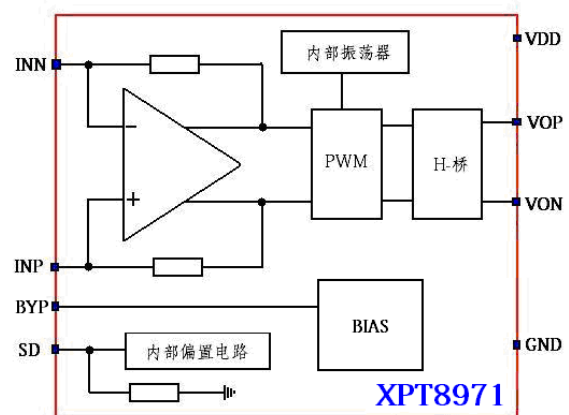 内部振荡器
VDD
INN
VOP
PWM
H-桥
VON
INP
BYP
BIAS
SD
内部偏置电路
GND
XPT8971